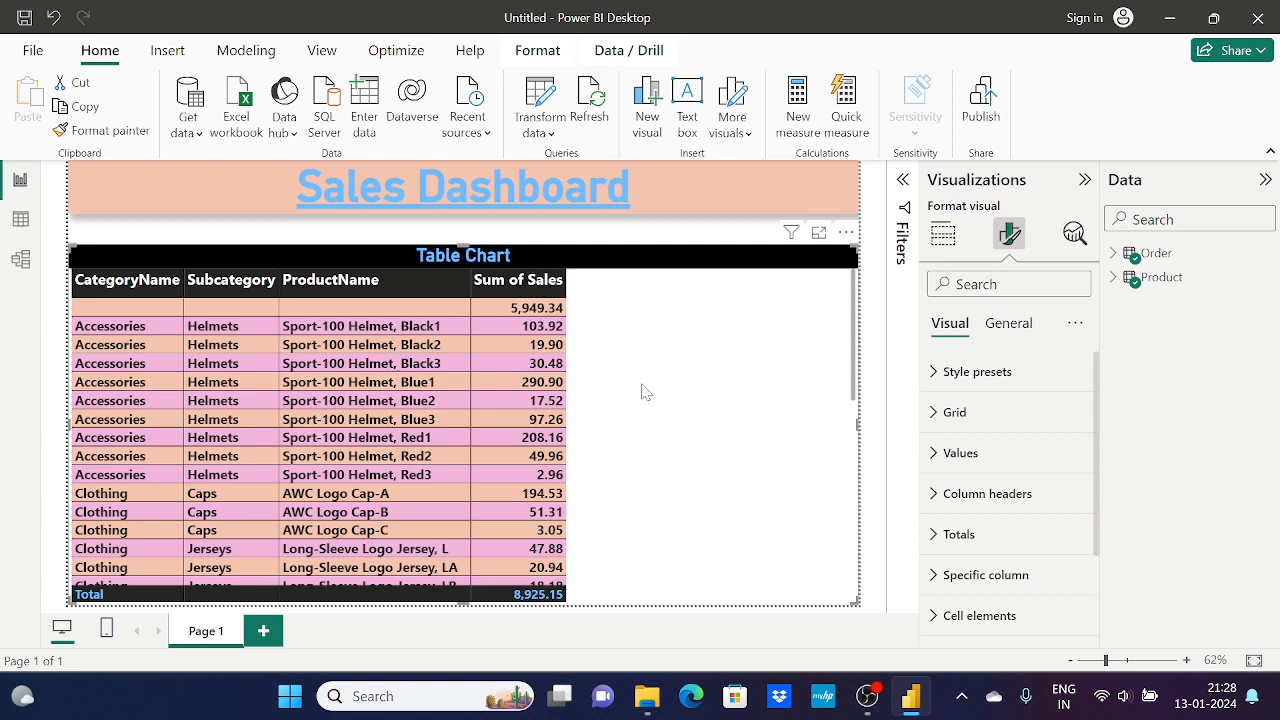 Untitled - Power BI Desktop
Sign in
File Home Insert Modeling View Optimize Help Format Data / Drill Share
Paste
Cut
Copy
Format painter
Clipboard
Get data
Excel workbook
Data hub
SQL Server
Enter data
Dataverse
Recent sources
Data
Transform data
Refresh
Queries
New visual
Text box
More visuals
Insert
New measure
Quick measure
Calculations
Sensitivity
Sensitivity
Publish
Share
Sales Dashboard
Table Chart
CategoryName Subcategory ProductName Sum of Sales
5,949.34
Accessories Helmets Sport-100 Helmet, Black1 103.92
Accessories Helmets Sport-100 Helmet, Black2 19.90
Accessories Helmets Sport-100 Helmet, Black3 30.48
Accessories Helmets Sport-100 Helmet, Blue1 290.90
Accessories Helmets Sport-100 Helmet, Blue2 17.52
Accessories Helmets Sport-100 Helmet, Blue3 97.26
Accessories Helmets Sport-100 Helmet, Red1 208.16
Accessories Helmets Sport-100 Helmet, Red2 49.96
Accessories Helmets Sport-100 Helmet, Red3 2.96
Clothing Caps AWC Logo Cap-A 194.53
Clothing Caps AWC Logo Cap-B 51.31
Clothing Caps AWC Logo Cap-C 3.05
Clothing Jerseys Long-Sleeve Logo Jersey, L 47.88
Clothing Jerseys Long-Sleeve Logo Jersey, LA 20.94
Clothing Jerseys Long-Sleeve Logo Jersey, LB 18.18
Total 8,925.15
Filters
Visualizations
Format visual
Search
Visual General
Style presets
Grid
Values
Column headers
Totals
Specific column
Cell elements
Data
Search
Order
Product
Page 1
Page 1 of 1
62%
Search
myhp
ENG
IN
21:28
13-01-2024